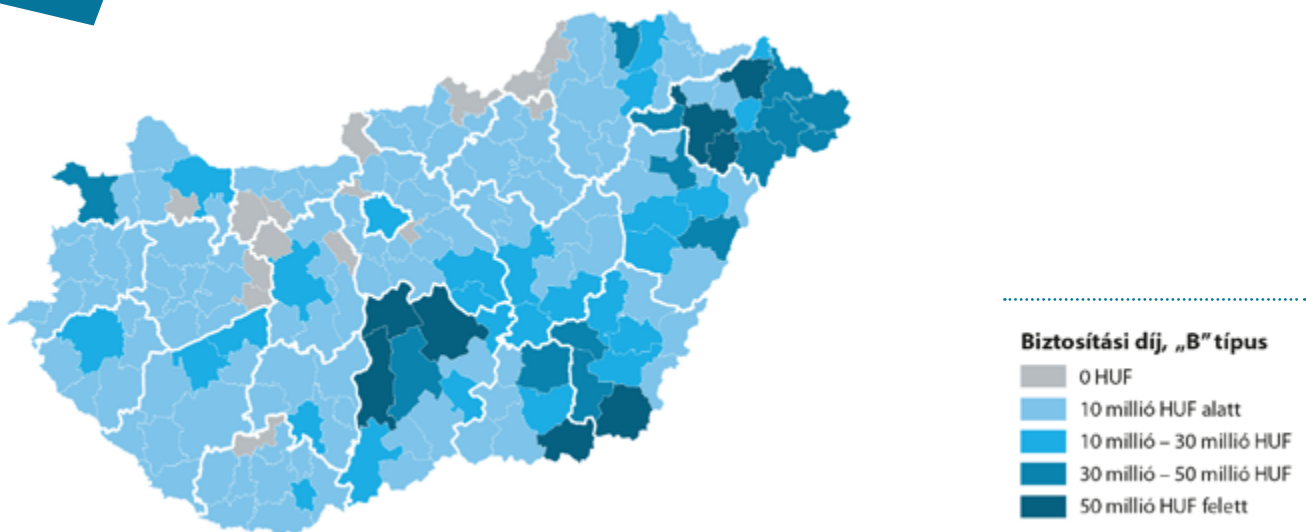 Biztosítási díj, „B” típus
0 HUF
10 millió HUF alatt
10 millió – 30 millió HUF
30 millió – 50 millió HUF
50 millió HUF felett